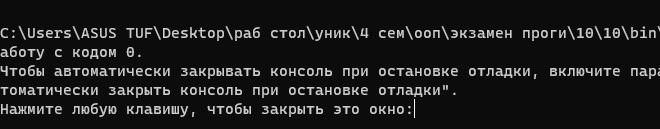 C:\Users\ASUS TUF\Desktop\раб стол\уник\4 сем\ооп\экзамен проги\10\10\bin\
аботу с кодом 0.
Чтобы автоматически закрывать консоль при остановке отладки, включите пара
томатически закрыть консоль при остановке отладки".
Нажмите любую клавишу, чтобы закрыть это окно: